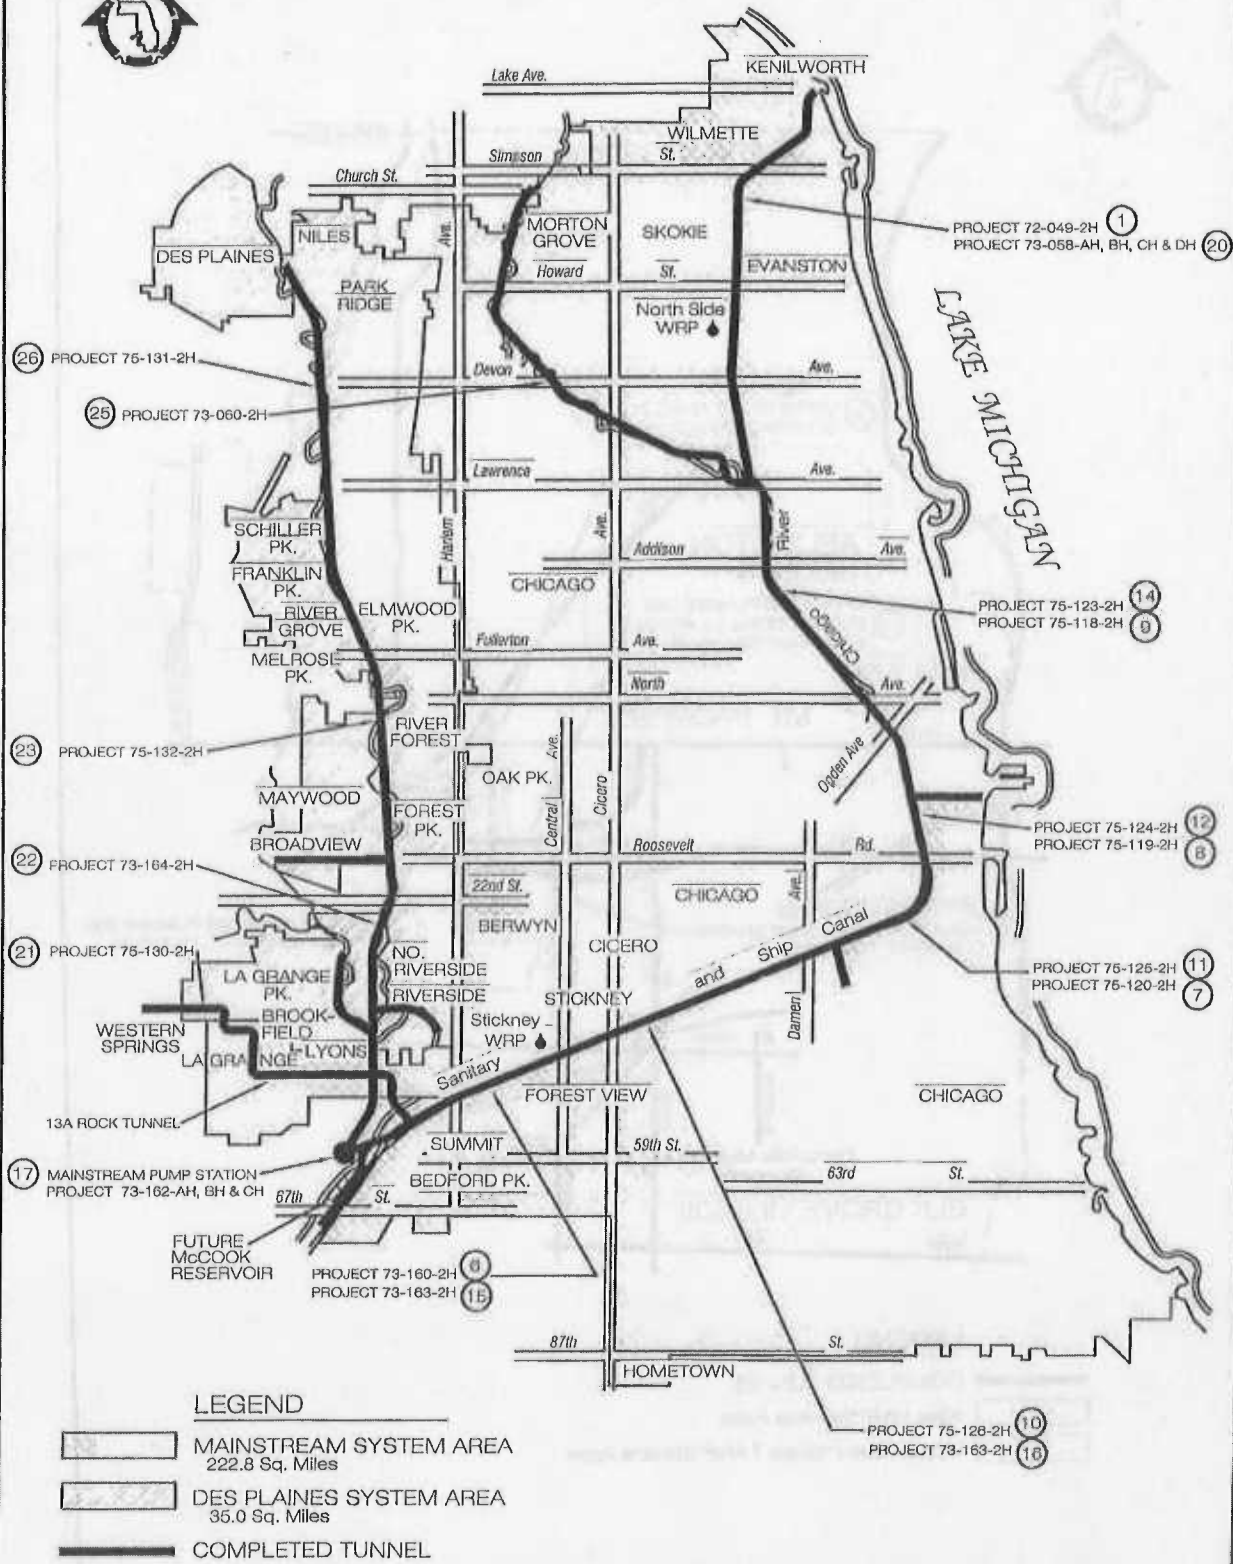 KENILWORTH
Lake Ave.
WILMETTE
Simpson St.
Church St.
MORTON
GROVE
SKOKIE
NILES
DES PLAINES
PROJECT 72-049-2H 1
PROJECT 73-058-AH, BH, CH & DH 20
Ave.
Howard St.
EVANSTON
PARK
RIDGE
North Side
WRP
LAKE MICHIGAN
26 PROJECT 75-131-2H
Devon Ave.
25 PROJECT 73-060-2H
Lawrence Ave.
SCHILLER
PK.
Harlem
Ave.
River
Addison Ave.
FRANKLIN
PK.
CHICAGO
RIVER
GROVE
ELMWOOD
PK.
PROJECT 75-123-2H 14
PROJECT 75-118-2H 9
Chicago
Fullerton Ave.
MELROSE
PK.
North Ave.
RIVER
FOREST
23 PROJECT 75-132-2H
OAK PK.
Ave.
Central
Cicero
Ogden Ave
MAYWOOD
FOREST
PK.
PROJECT 75-124-2H 12
PROJECT 75-119-2H 8
BROADVIEW
Roosevelt Rd.
22 PROJECT 73-164-2H
22nd St.
CHICAGO
Ave.
BERWYN
CICERO
and Ship Canal
21 PROJECT 75-130-2H
NO.
RIVERSIDE
LA GRANGE
PK.
RIVERSIDE
PROJECT 75-125-2H 11
PROJECT 75-120-2H 7
STICKNEY
Damen
BROOK-
FIELD
Stickney
WRP
WESTERN
SPRINGS
LA GRANGE
LYONS
Sanitary
FOREST VIEW
CHICAGO
13A ROCK TUNNEL
SUMMIT
59th St.
17 MAINSTREAM PUMP STATION
PROJECT 73-162-AH, BH & CH
BEDFORD PK.
63rd St.
67th St.
FUTURE
McCOOK
RESERVOIR
PROJECT 73-160-2H 6
PROJECT 73-163-2H 15
87th St.
HOMETOWN
PROJECT 75-126-2H 10
PROJECT 73-163-2H 16
LEGEND
MAINSTREAM SYSTEM AREA
222.8 Sq. Miles
DES PLAINES SYSTEM AREA
35.0 Sq. Miles
COMPLETED TUNNEL